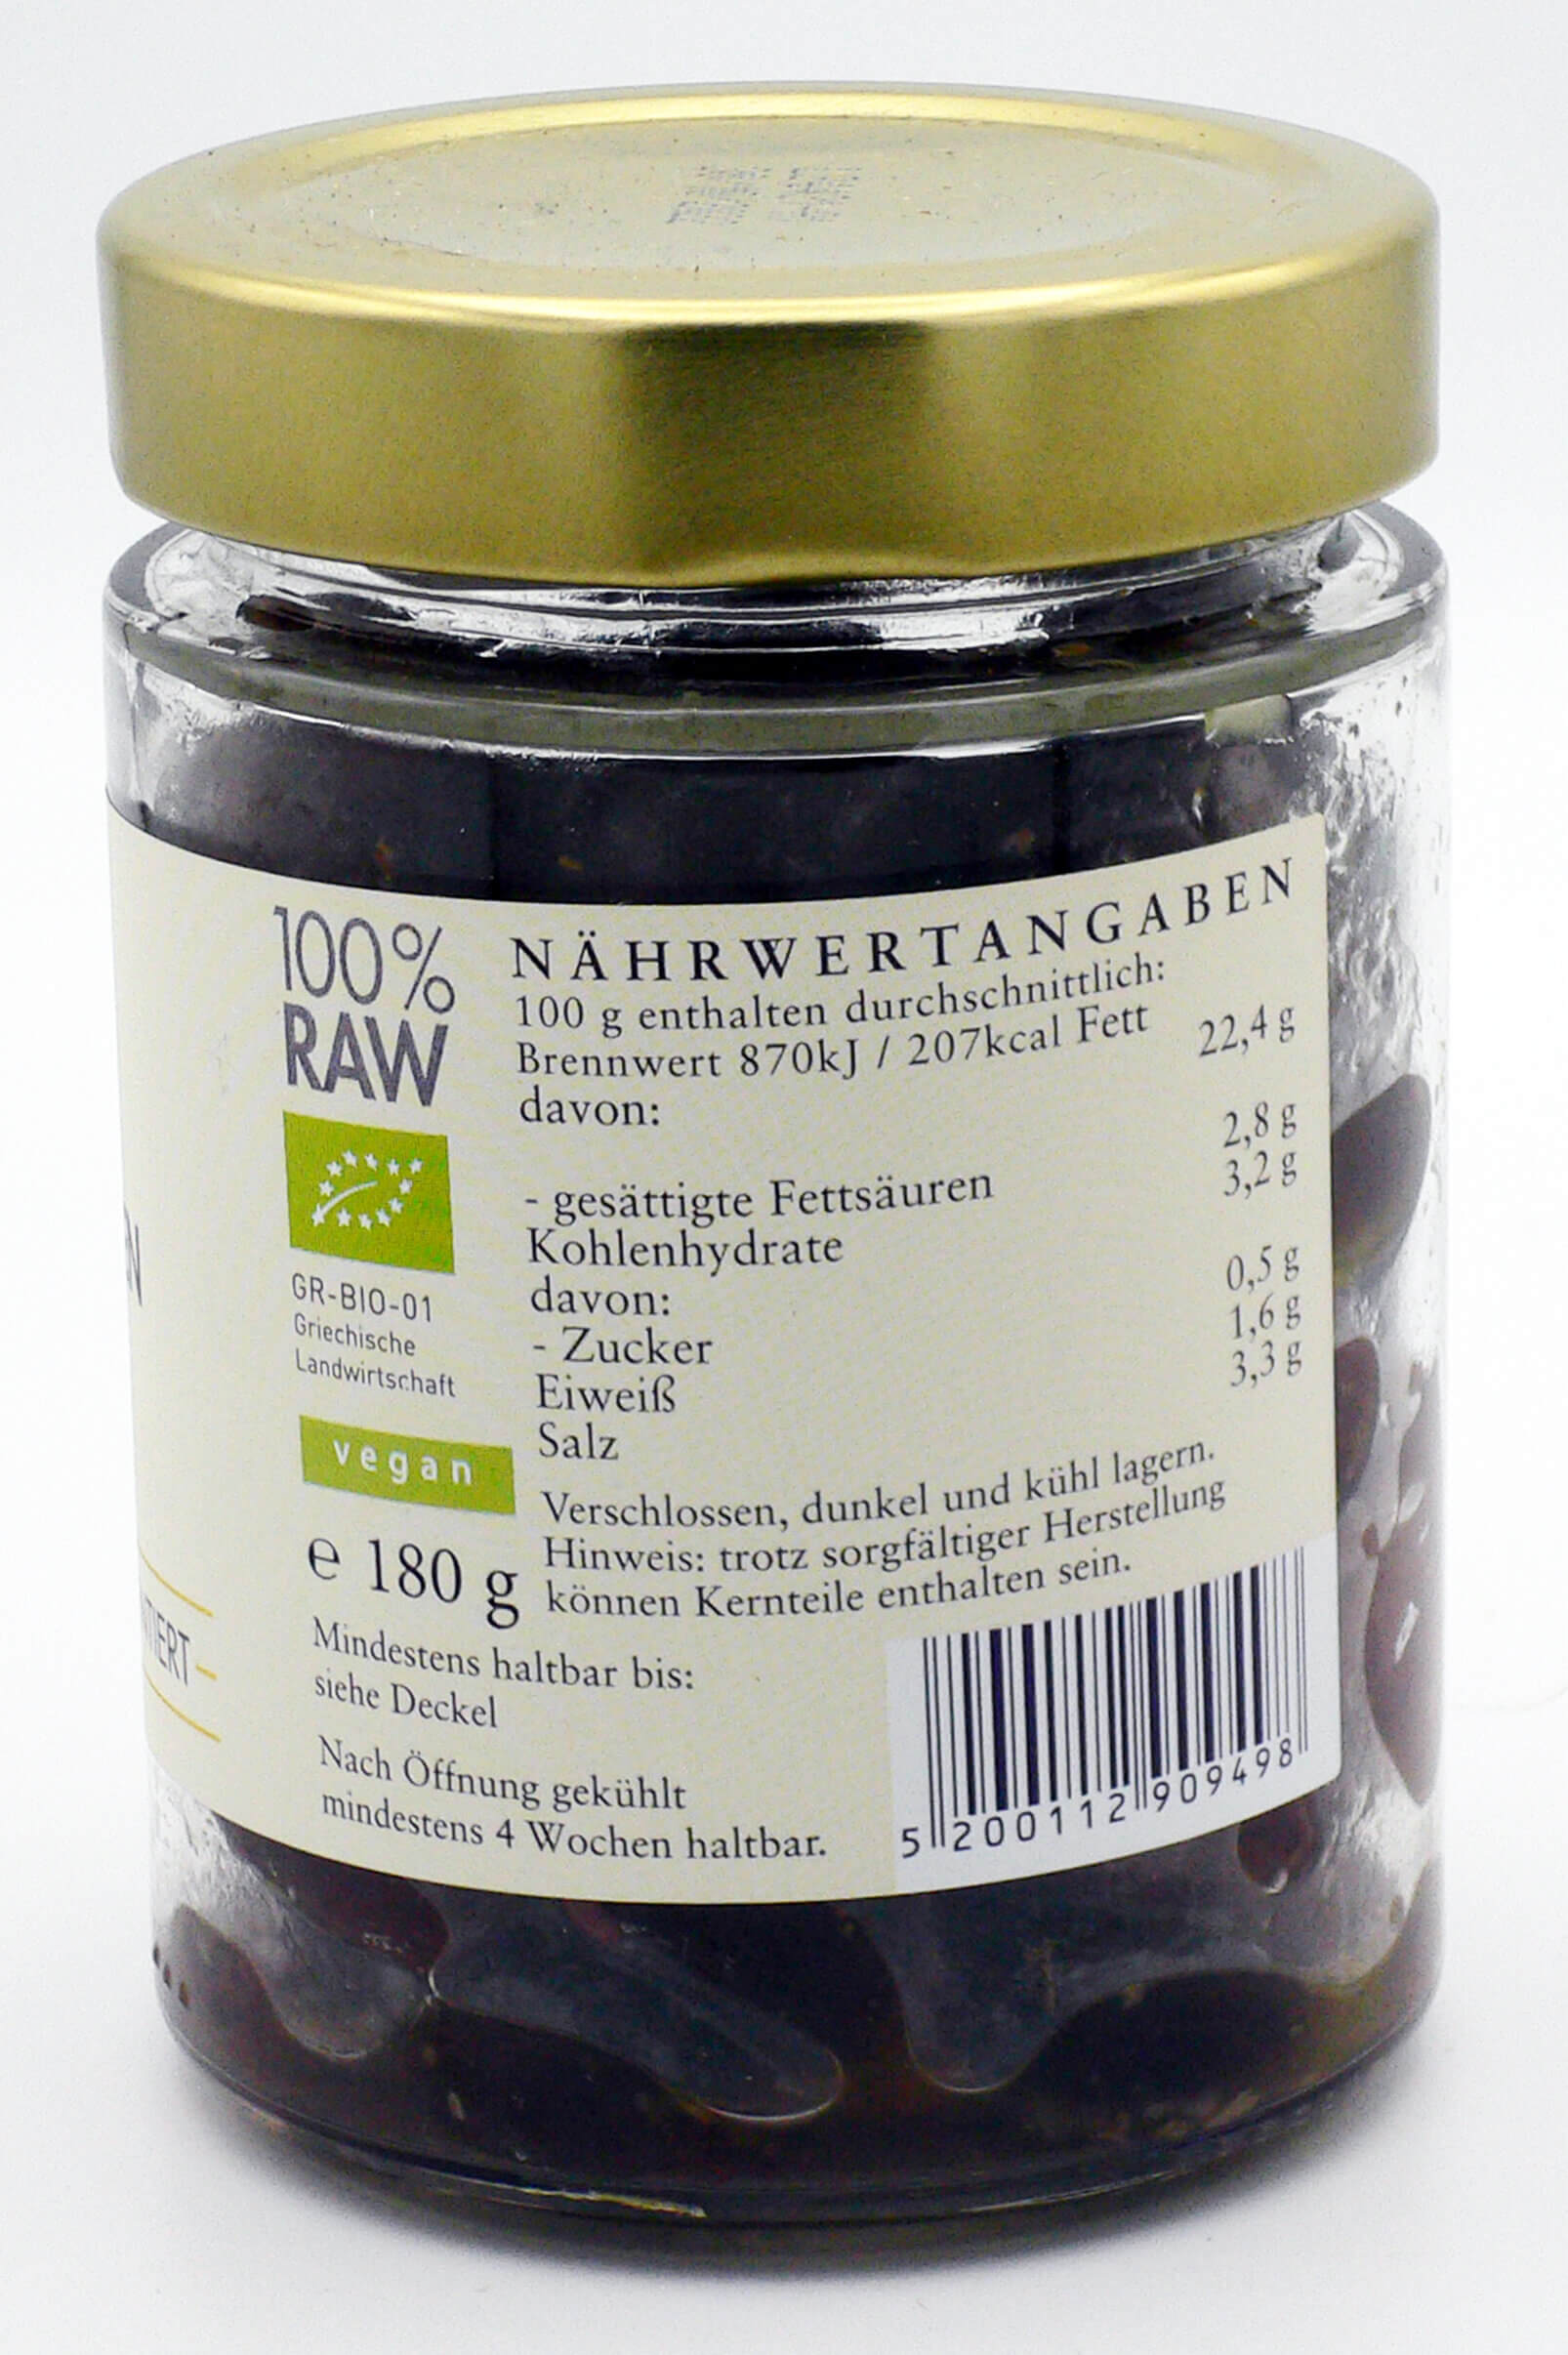 100%
RAW
GR-BIO-01
Griechische
Landwirtschaft
vegan
e 180 g
Mindestens haltbar bis:
siehe Deckel
Nach Öffnung gekühlt
mindestens 4 Wochen haltbar.
NÄHRWERTANGABEN
100 g enthalten durchschnittlich:
Brennwert 870kJ / 207kcal Fett 22,4 g
davon:
- gesättigte Fettsäuren 2,8 g
Kohlenhydrate 3,2 g
davon:
- Zucker 0,5 g
Eiweiß 1,6 g
Salz 3,3 g
Verschlossen, dunkel und kühl lagern.
Hinweis: trotz sorgfältiger Herstellung
können Kernteile enthalten sein.
5 200112 909498